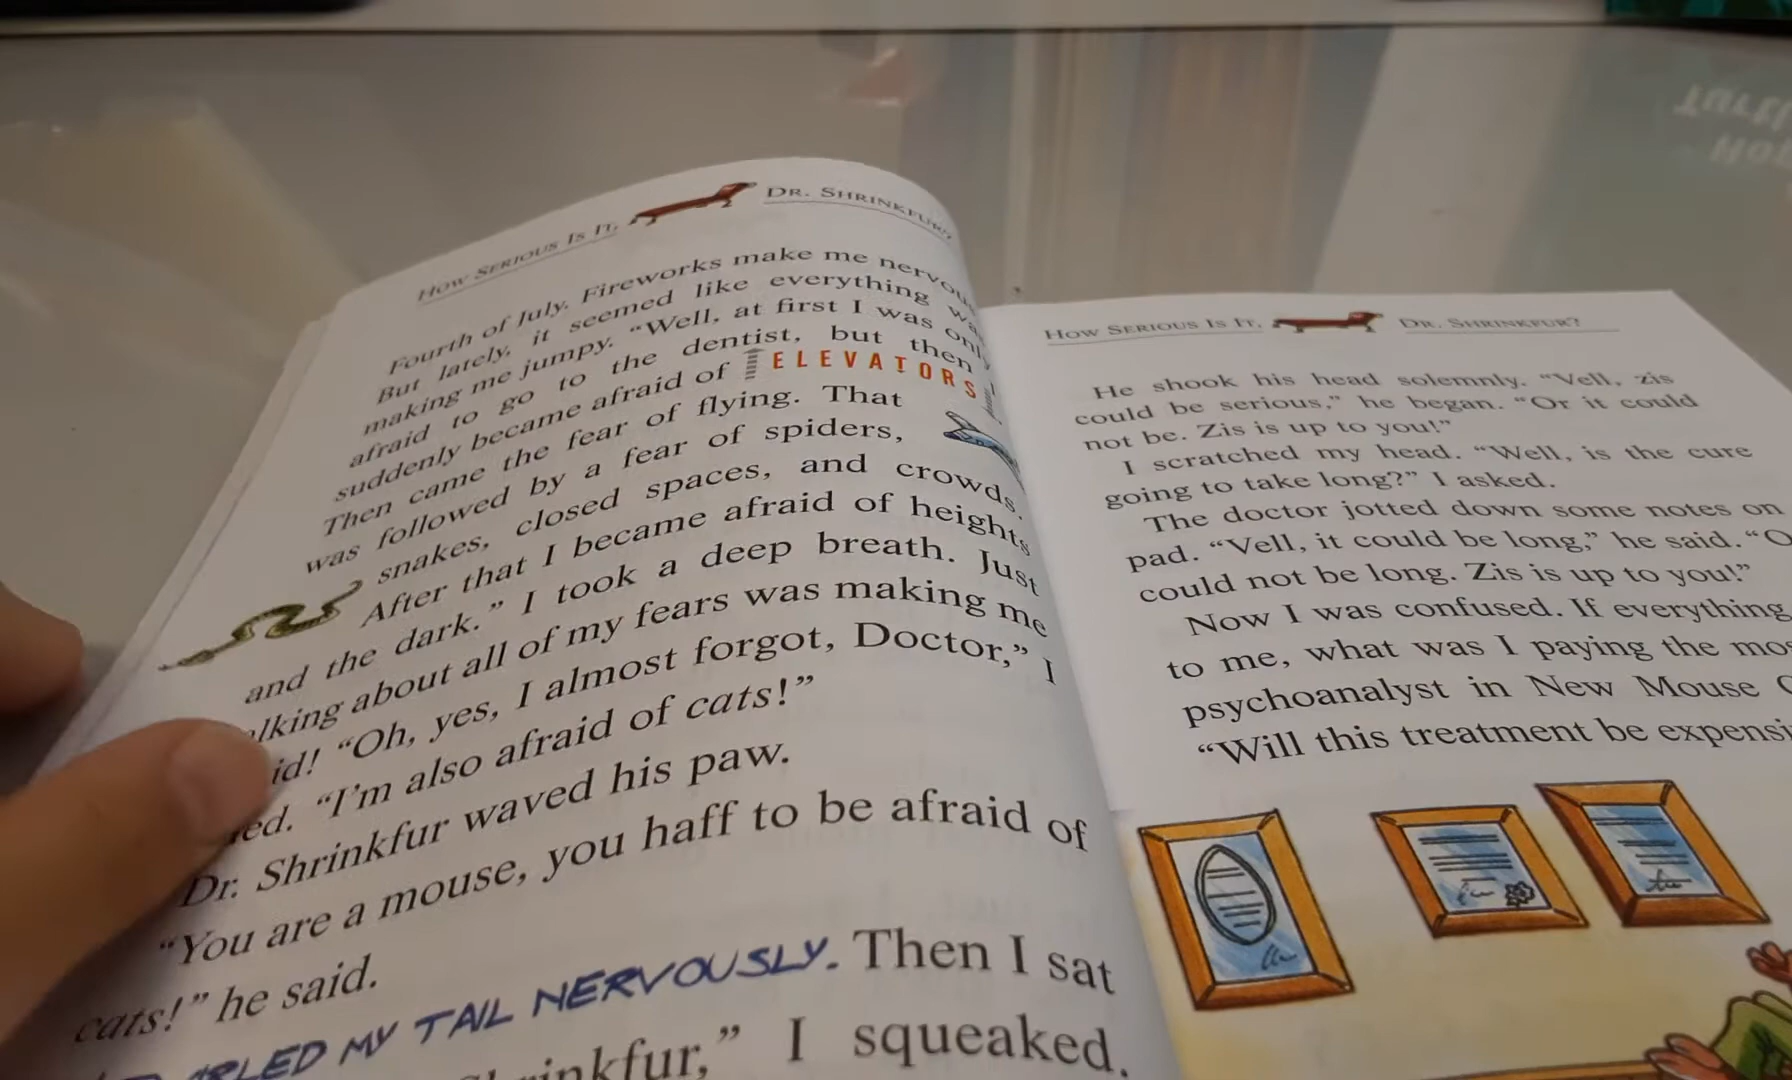 HOW SERIOUS IS IT, DR. SHRINKFUR?
Fourth of July. Fireworks make me
But lately, it seemed like everything
making me jumpy. “Well, at first I was
afraid to go to the dentist, but then I
suddenly became afraid of ELEVATORS
Then came the fear of flying. That
was followed by a fear of spiders,
snakes, closed spaces, and crowds.
After that I became afraid of heights
and the dark.” I took a deep breath. Just
about all of my fears was making me
“Oh, yes, I almost forgot, Doctor,” I
“I’m also afraid of cats!”
Dr. Shrinkfur waved his paw.
“You are a mouse, you haff to be afraid of
cats!” he said.
MY TAIL NERVOUSLY. Then I sat
I squeaked.
HOW SERIOUS IS IT, DR. SHRINKFUR?
He shook his head solemnly. “Vell, zis
could be serious,” he began. “Or it could
not be. Zis is up to you!”
I scratched my head. “Well, is the cure
going to take long?” I asked.
The doctor jotted down some notes on
pad. “Vell, it could be long,” he said. “
could not be long. Zis is up to you!”
Now I was confused. If everything
to me, what was I paying the
psychoanalyst in New Mouse
“Will this treatment be